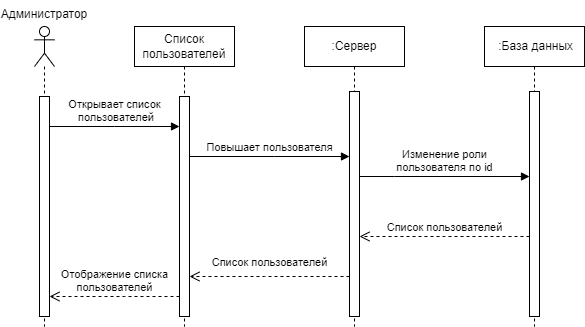 Администратор
Список
пользователей
:Сервер
:База данных
Открывает список
пользователей
Повышает пользователя
Изменение роли
пользователя по id
Список пользователей
Список пользователей
Отображение списка
пользователей